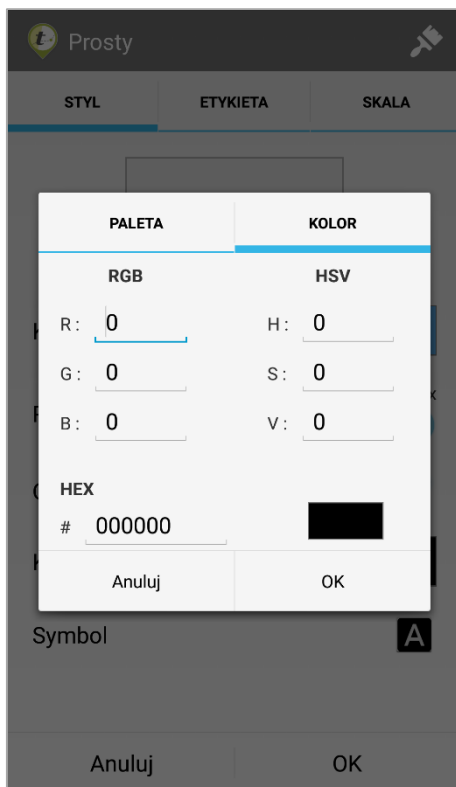 Prosty
STYL ETYKIETA SKALA
PALETA KOLOR
RGB HSV
R: 0 H: 0
G: 0 S: 0
B: 0 V: 0
HEX
# 000000
Anuluj OK
Symbol A
Anuluj OK